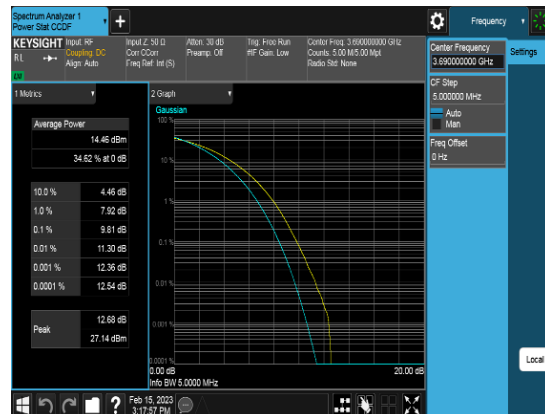 Spectrum Analyzer 1
Power Stat CCDF
+
Frequency
KEYSIGHT
RL
LXI
Input: RF
Coupling: DC
Align: Auto
Input Z: 50 Ω
Corr CCorr
Freq Ref: Int (S)
Atten: 30 dB
Preamp: Off
Trig: Free Run
#IF Gain: Low
Center Freq: 3.690000000 GHz
Counts: 5.00 M/5.00 Mpt
Radio Std: None
Center Frequency
3.690000000 GHz
Settings
CF Step
5.000000 MHz
Auto
Man
Freq Offset
0 Hz
Local
1 Metrics
Average Power
14.46 dBm
34.62 % at 0 dB
10.0 % 4.46 dB
1.0 % 7.92 dB
0.1 % 9.81 dB
0.01 % 11.30 dB
0.001 % 12.36 dB
0.0001 % 12.54 dB
Peak
12.68 dB
27.14 dBm
2 Graph
Gaussian
100 %
10 %
1 %
0.1 %
0.01 %
0.001 %
0.0001 %
0.00 dB
20.00 dB
Info BW 5.0000 MHz
?
Feb 15, 2023
3:17:57 PM